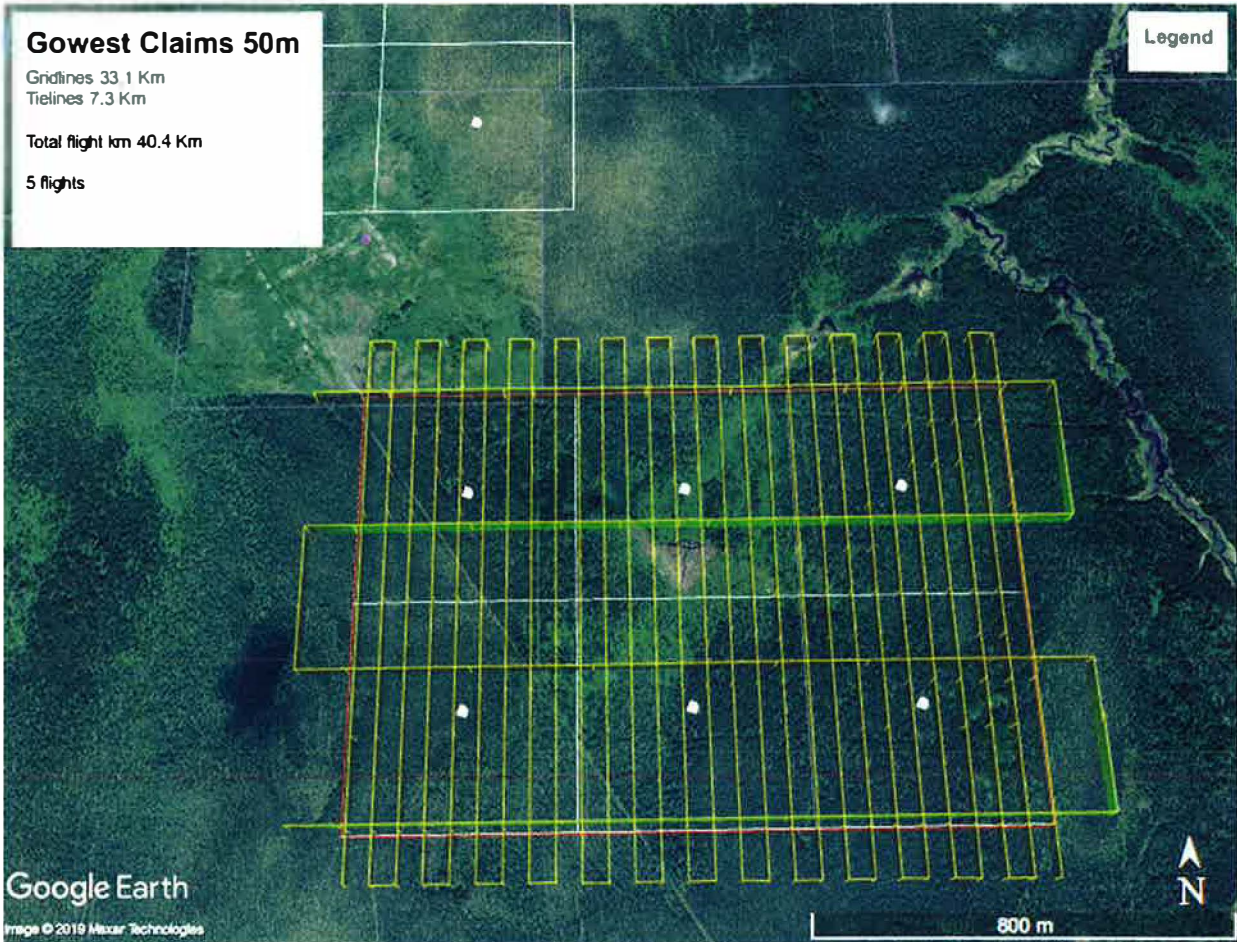 Gowest Claims 50m
Gridlines 33.1 Km
Tielines 7.3 Km
Total flight km 40.4 Km
5 flights
Legend
Google Earth
Image © 2019 Maxar Technologies
N
800 m